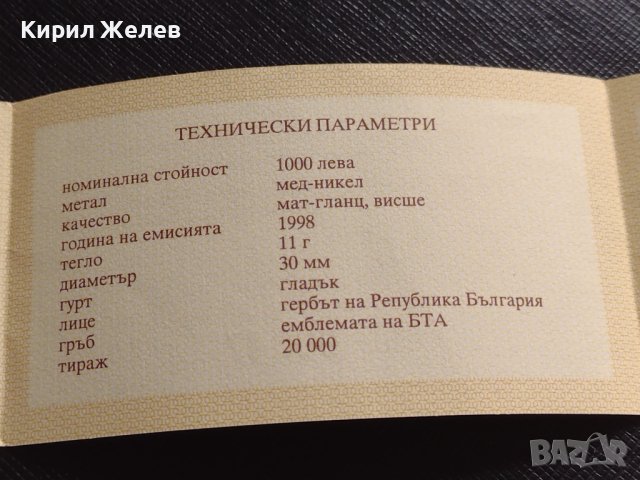 Кирил Желев
ТЕХНИЧЕСКИ ПАРАМЕТРИ
номинална стойност 1000 лева
метал мед-никел
качество мат-гланц, висше
година на емисията 1998
тегло 11 г
диаметър 30 мм
гурт гладък
лице гербът на Република България
гръб емблемата на БТА
тираж 20 000
BAZAR